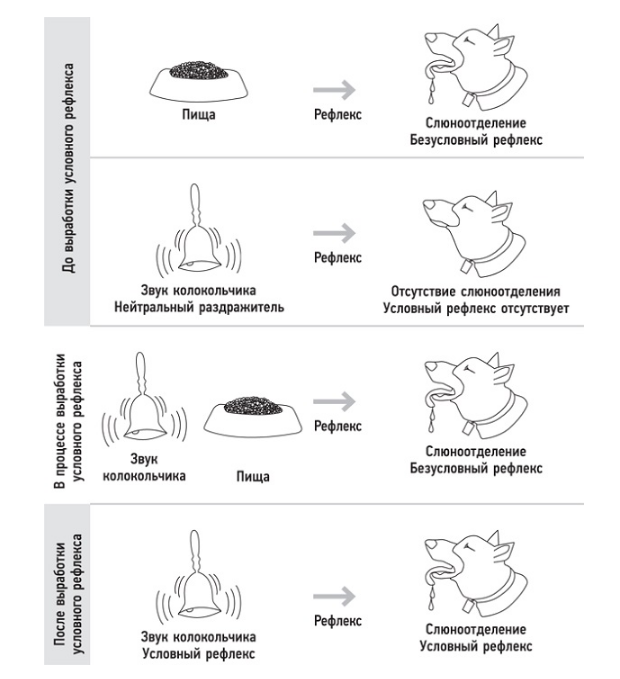 До выработки условного рефлекса
Пища
Рефлекс
Слюноотделение
Безусловный рефлекс
Звук колокольчика
Нейтральный раздражитель
Рефлекс
Отсутствие слюноотделения
Условный рефлекс отсутствует
В процессе выработки
условного рефлекса
Звук
колокольчика
Пища
Рефлекс
Слюноотделение
Безусловный рефлекс
После выработки
условного рефлекса
Звук колокольчика
Условный рефлекс
Рефлекс
Слюноотделение
Условный рефлекс